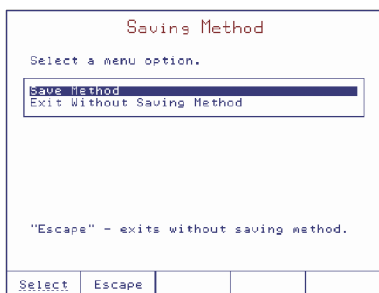 Saving Method
Select a menu option.
Save Method
Exit Without Saving Method
"Escape" - exits without saving method.
Select Escape